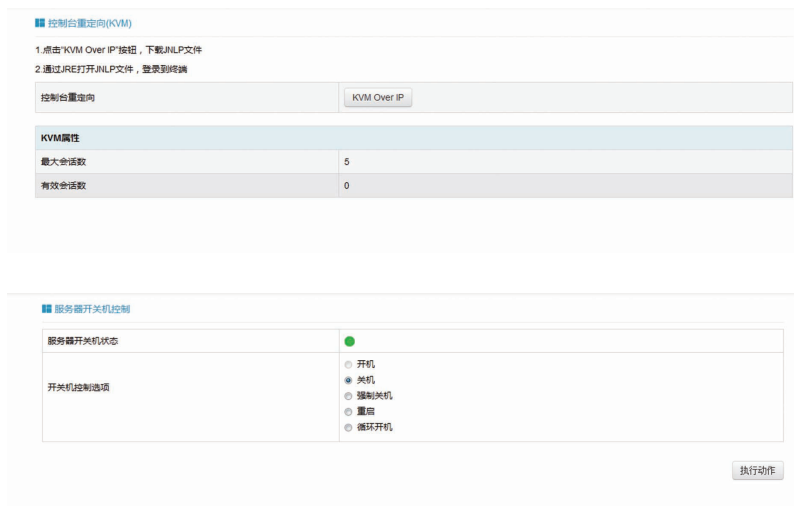 控制台重定向(KVM)
1.点击"KVM Over IP"按钮，下载JNLP文件
2.通过JRE打开JNLP文件，登录到终端
控制台重定向 KVM Over IP
KVM属性
最大会话数 5
有效会话数 0
服务器开关机控制
服务器开关机状态
开关机控制选项
开机
关机
强制关机
重启
循环开机
执行动作